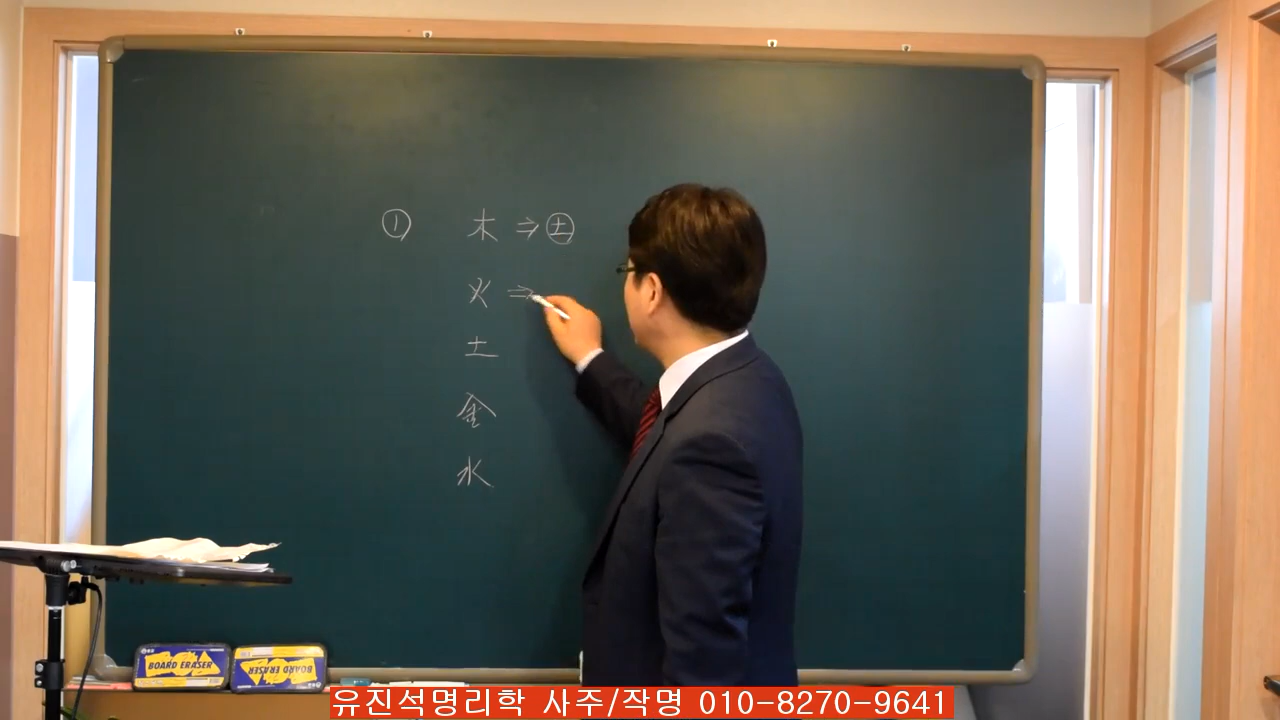 ① 木 ⇒ ㊏
火 ⇒
土
金
水
BOARD ERASER
BOARD ERASER
유진석명리학 사주/작명 010-8270-9641